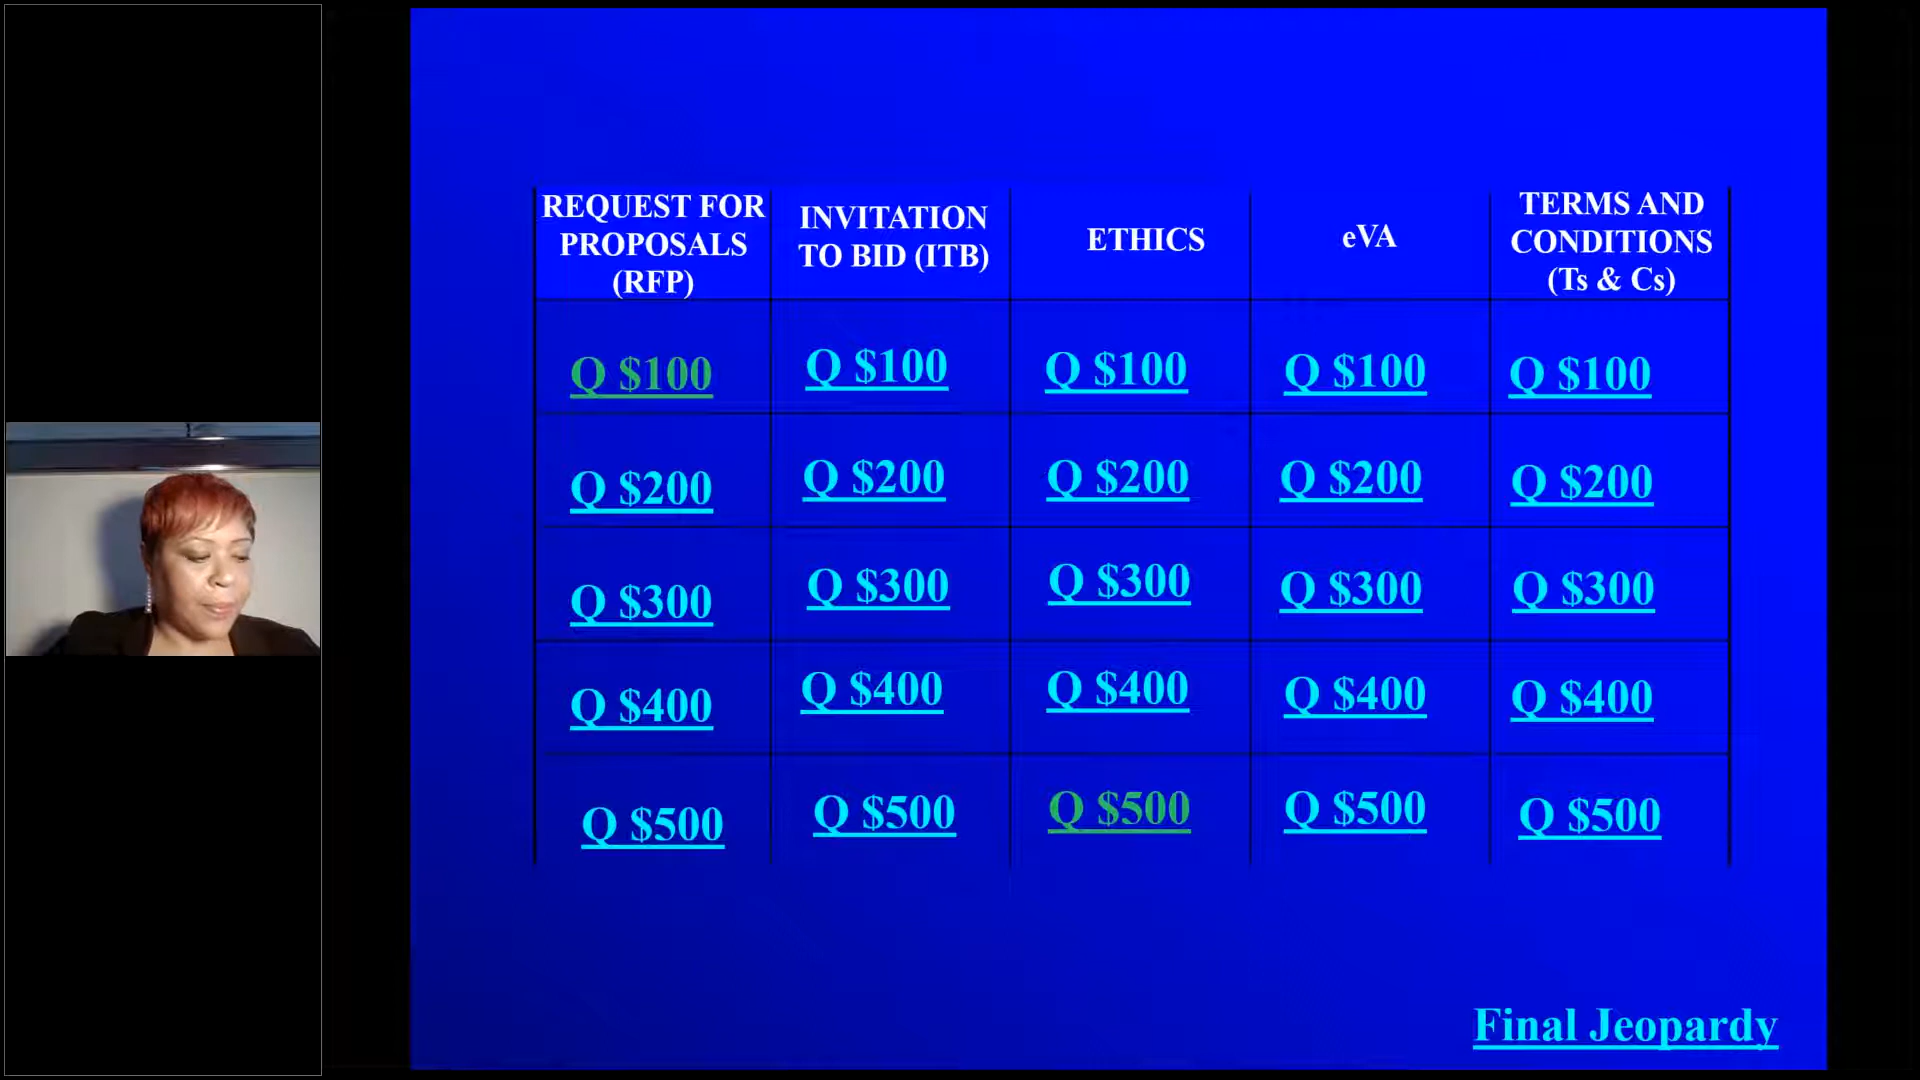 REQUEST FOR
PROPOSALS
(RFP)
INVITATION
TO BID (ITB)
ETHICS
eVA
TERMS AND
CONDITIONS
(Ts & Cs)
Q $100
Q $100
Q $100
Q $100
Q $100
Q $200
Q $200
Q $200
Q $200
Q $200
Q $300
Q $300
Q $300
Q $300
Q $300
Q $400
Q $400
Q $400
Q $400
Q $400
Q $500
Q $500
Q $500
Q $500
Q $500
Final Jeopardy